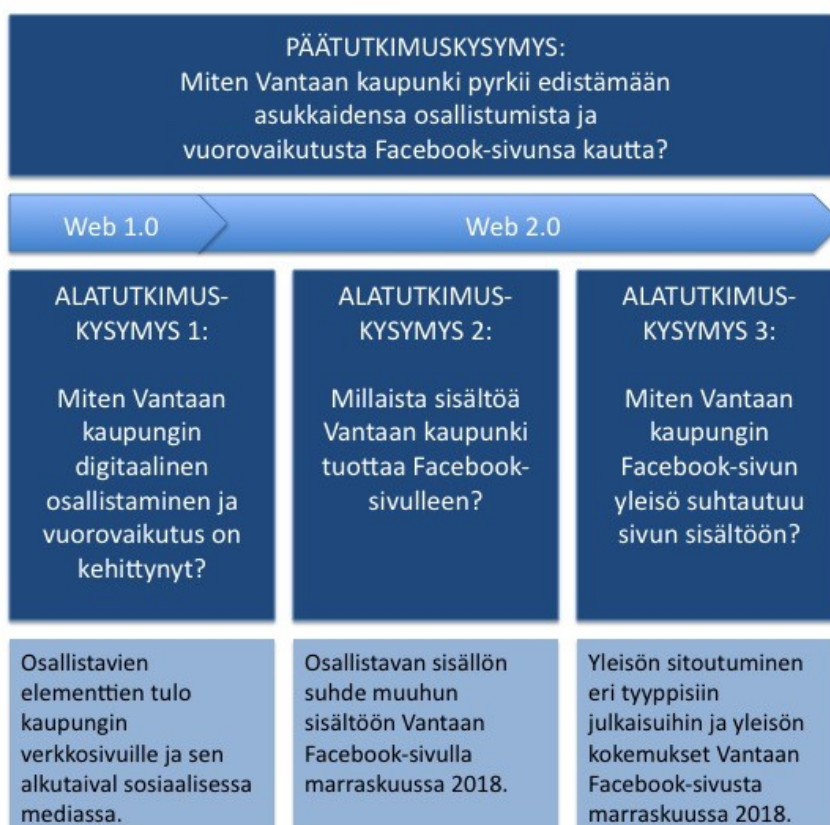 PÄÄTUTKIMUSKYSYMYS:
Miten Vantaan kaupunki pyrkii edistämään
asukkaidensa osallistumista ja
vuorovaikutusta Facebook-sivunsa kautta?
Web 1.0
Web 2.0
ALATUTKIMUS-
KYSYMYS 1:
Miten Vantaan
kaupungin
digitaalinen
osallistaminen ja
vuorovaikutus on
kehittynyt?
ALATUTKIMUS-
KYSYMYS 2:
Millaista sisältöä
Vantaan kaupunki
tuottaa Facebook-
sivulleen?
ALATUTKIMUS-
KYSYMYS 3:
Miten Vantaan
kaupungin
Facebook-sivun
yleisö suhtautuu
sivun sisältöön?
Osallistavien
elementtien tulo
kaupungin
verkkosivuille ja sen
alkutaival sosiaalisessa
mediassa.
Osallistavan sisällön
suhde muuhun
sisältöön Vantaan
Facebook-sivulla
marraskuussa 2018.
Yleisön sitoutuminen
eri tyyppisiin
julkaisuihin ja yleisön
kokemukset Vantaan
Facebook-sivusta
marraskuussa 2018.